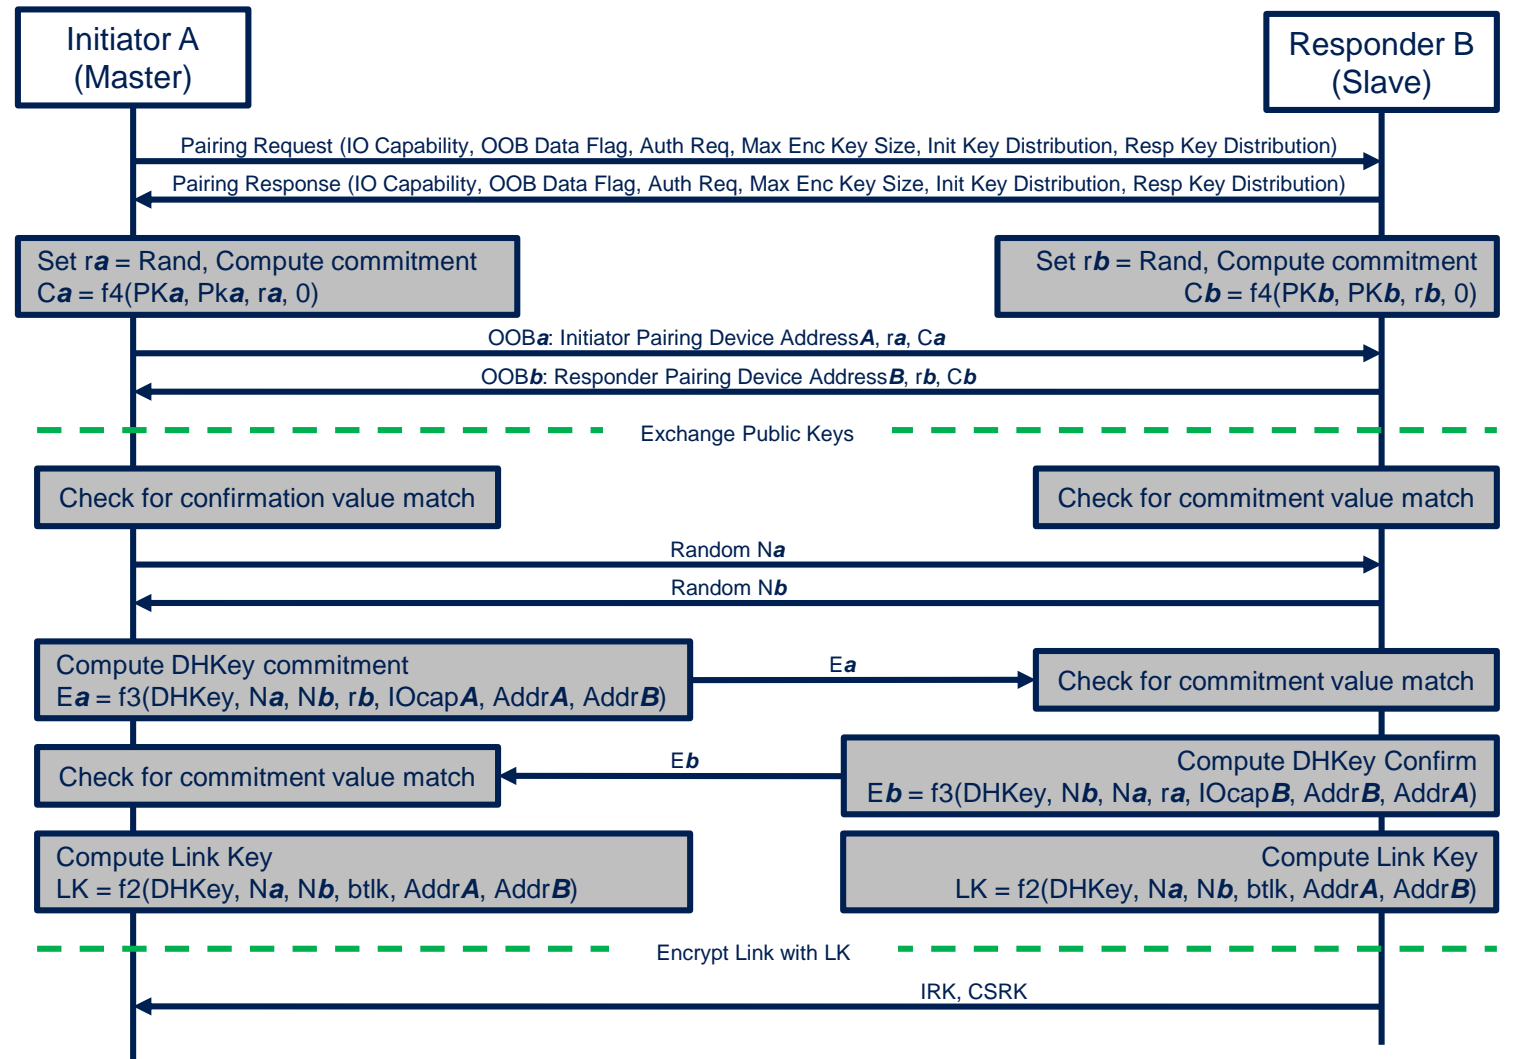 Initiator A
(Master)
Responder B
(Slave)
Pairing Request (IO Capability, OOB Data Flag, Auth Req, Max Enc Key Size, Init Key Distribution, Resp Key Distribution)
Pairing Response (IO Capability, OOB Data Flag, Auth Req, Max Enc Key Size, Init Key Distribution, Resp Key Distribution)
Set ra = Rand, Compute commitment
Ca = f4(PKa, Pka, ra, 0)
Set rb = Rand, Compute commitment
Cb = f4(PKb, PKb, rb, 0)
OOBa: Initiator Pairing Device AddressA, ra, Ca
OOBb: Responder Pairing Device AddressB, rb, Cb
Exchange Public Keys
Check for confirmation value match
Check for commitment value match
Random Na
Random Nb
Compute DHKey commitment
Ea = f3(DHKey, Na, Nb, rb, IOcapA, AddrA, AddrB)
Ea
Check for commitment value match
Check for commitment value match
Eb
Compute DHKey Confirm
Eb = f3(DHKey, Nb, Na, ra, IOcapB, AddrB, AddrA)
Compute Link Key
LK = f2(DHKey, Na, Nb, btlk, AddrA, AddrB)
Compute Link Key
LK = f2(DHKey, Na, Nb, btlk, AddrA, AddrB)
Encrypt Link with LK
IRK, CSRK